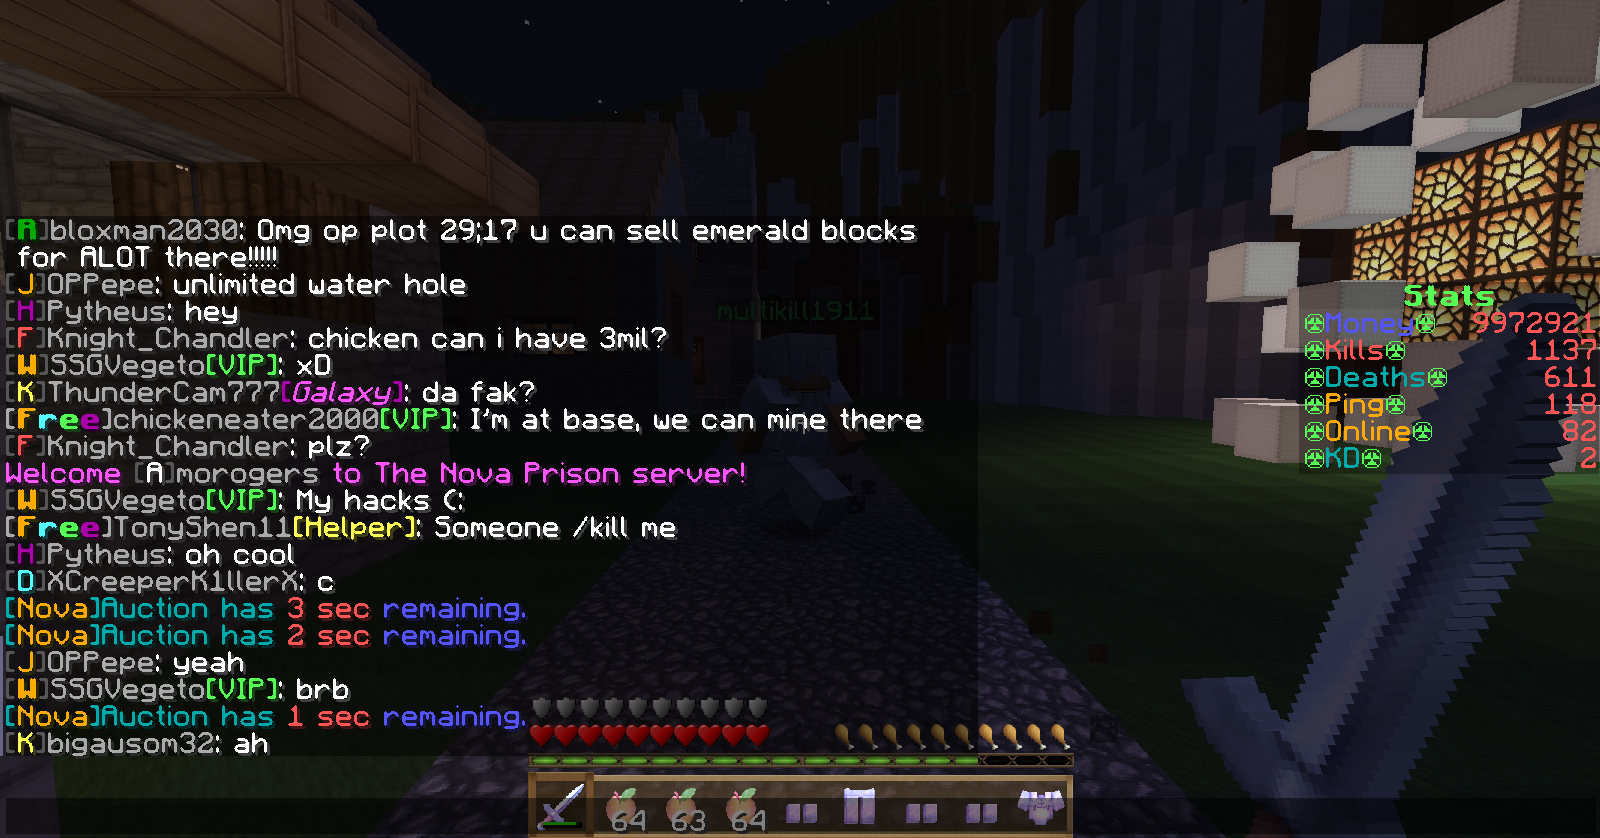 [A]bloxman2030: Omg op plot 29;17 u can sell emerald blocks
for ALOT there!!!!!
[J]OPPepe: unlimited water hole
[H]Pytheus: hey
[F]Knight_Chandler: chicken can i have 3mil?
[W]SSGVegeto[VIP]: xD
[K]ThunderCam777[Galaxy]: da fak?
[Free]chickeneater2000[VIP]: I'm at base, we can mine there
[F]Knight_Chandler: plz?
Welcome [A]morogers to The Nova Prison server!
[W]SSGVegeto[VIP]: My hacks (:
[Free]TonyShen11[Helper]: Someone /kill me
[H]Pytheus: oh cool
[D]XCreeperK1llerX: c
[Nova]Auction has 3 sec remaining.
[Nova]Auction has 2 sec remaining.
[J]OPPepe: yeah
[W]SSGVegeto[VIP]: brb
[Nova]Auction has 1 sec remaining.
[K]bigausom32: ah
multikill1911
Stats
☢Money☢ 9972921
☢Kills☢ 1137
☢Deaths☢ 611
☢Ping☢ 118
☢Online☢ 82
☢KD☢ 2
64 63 64